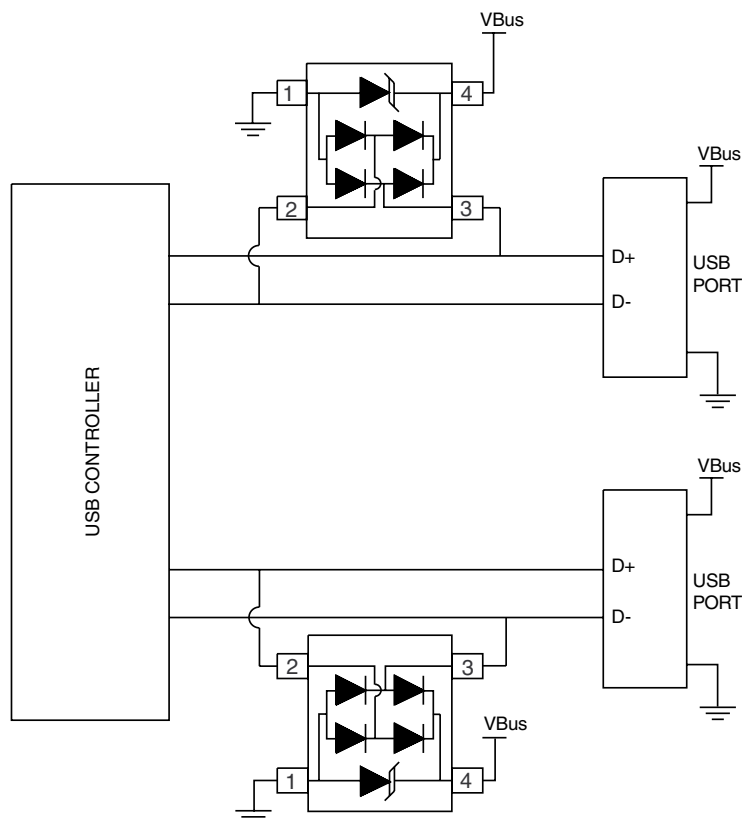 VBus
1
4
VBus
2
3
D+
USB
PORT
D-
USB CONTROLLER
VBus
D+
USB
PORT
D-
2
3
VBus
1
4